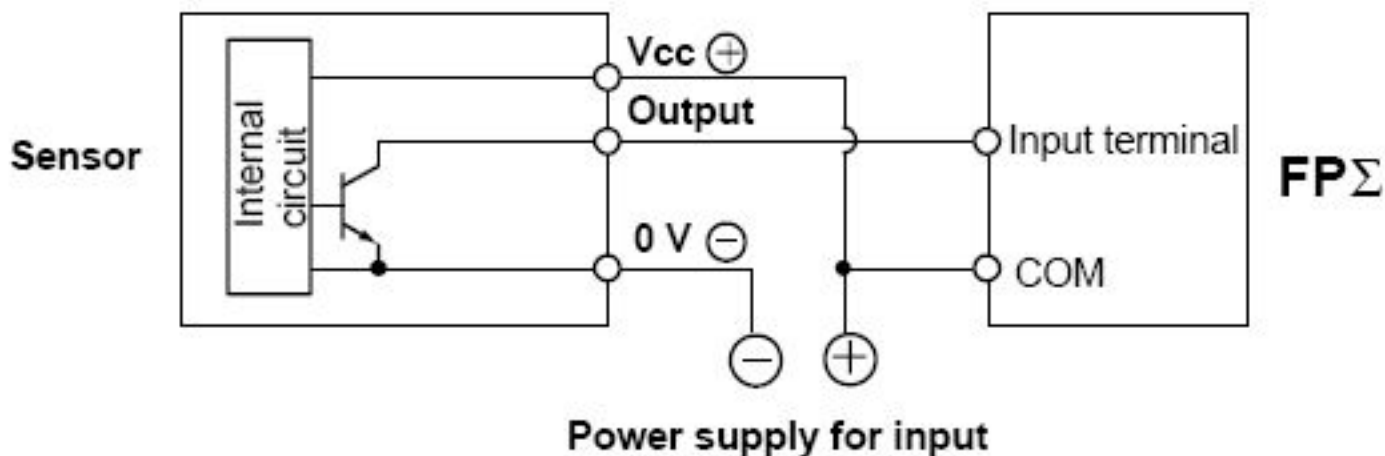 Sensor
Internal
circuit
Vcc ⊕
Output
0 V ⊖
Input terminal
COM
FPΣ
⊖ ⊕
Power supply for input